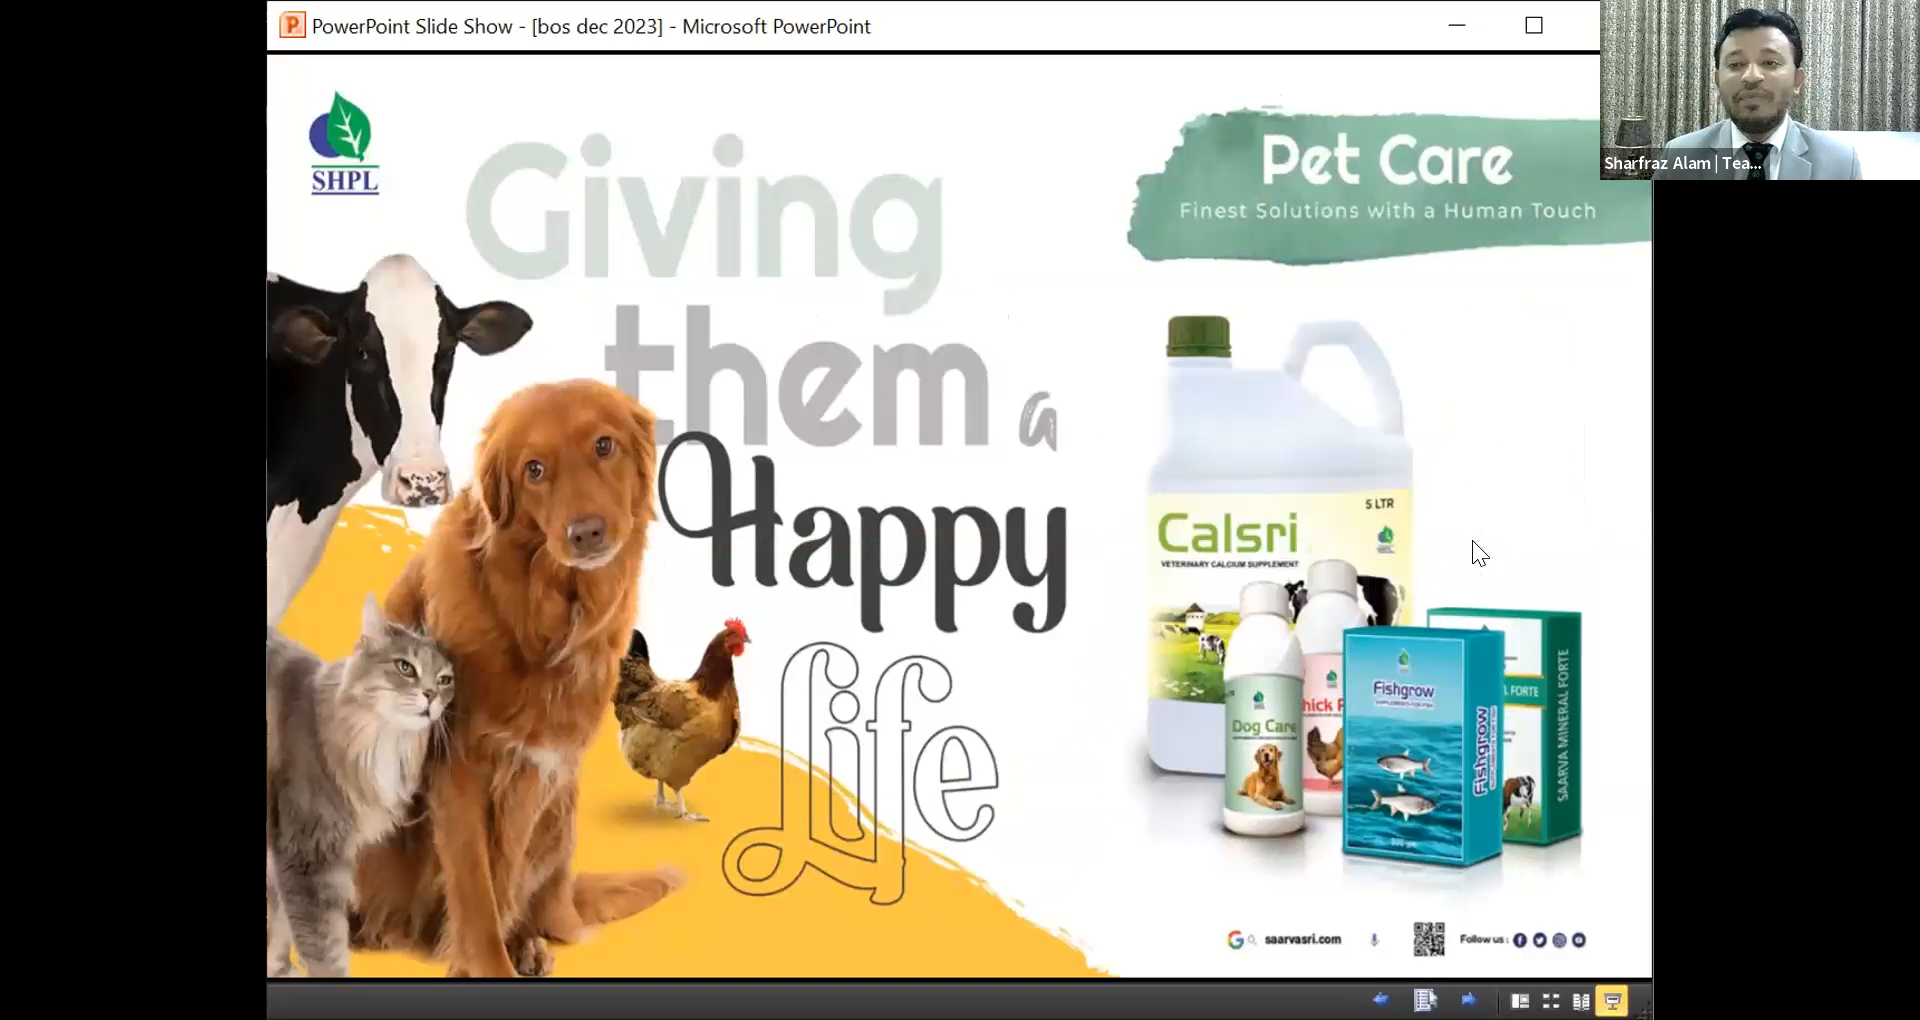 PowerPoint Slide Show - [bos dec 2023] - Microsoft PowerPoint
SHPL
Giving
them a
Happy
Life
Pet Care
Finest Solutions with a Human Touch
Sharfraz Alam | Tea...
5 LTR
Calsri
VETERINARY CALCIUM SUPPLEMENT
Dog Care
hick
Fishgrow
Fishgrow
FORTE
SAARVA MINERAL FORTE
saarvasri.com
Follow us :